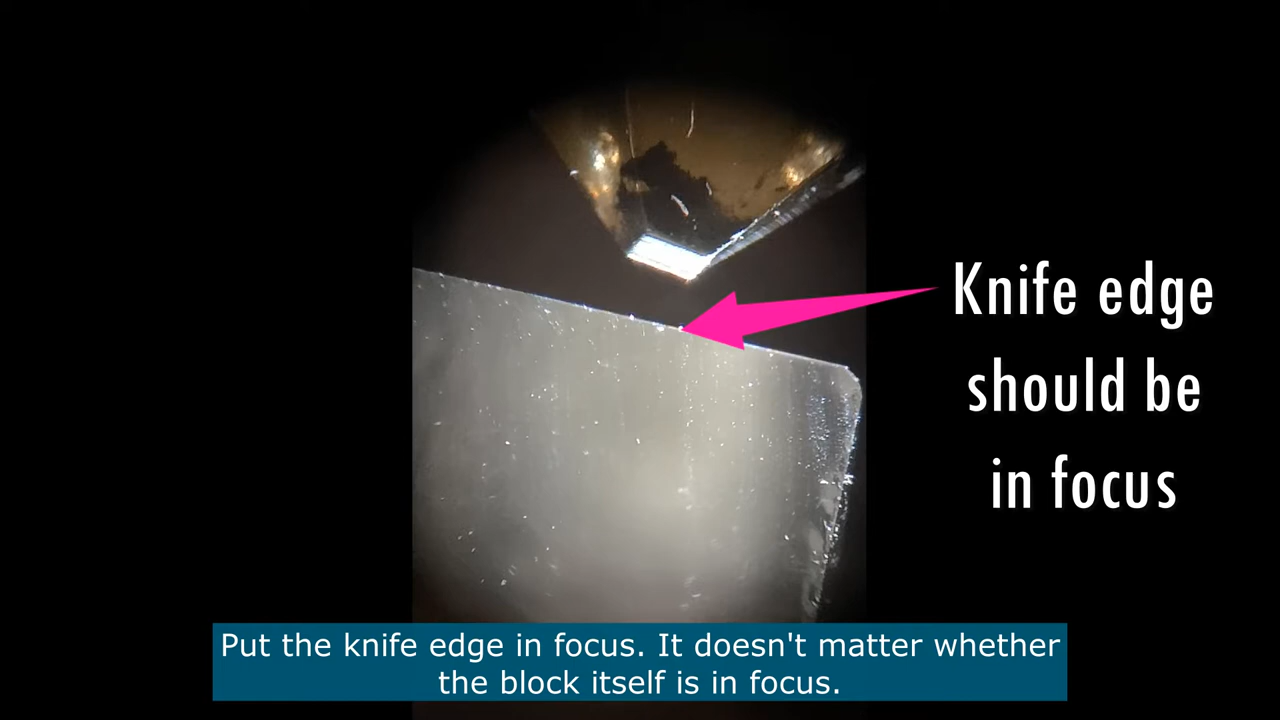 Knife edge
should be
in focus
Put the knife edge in focus. It doesn't matter whether
the block itself is in focus.